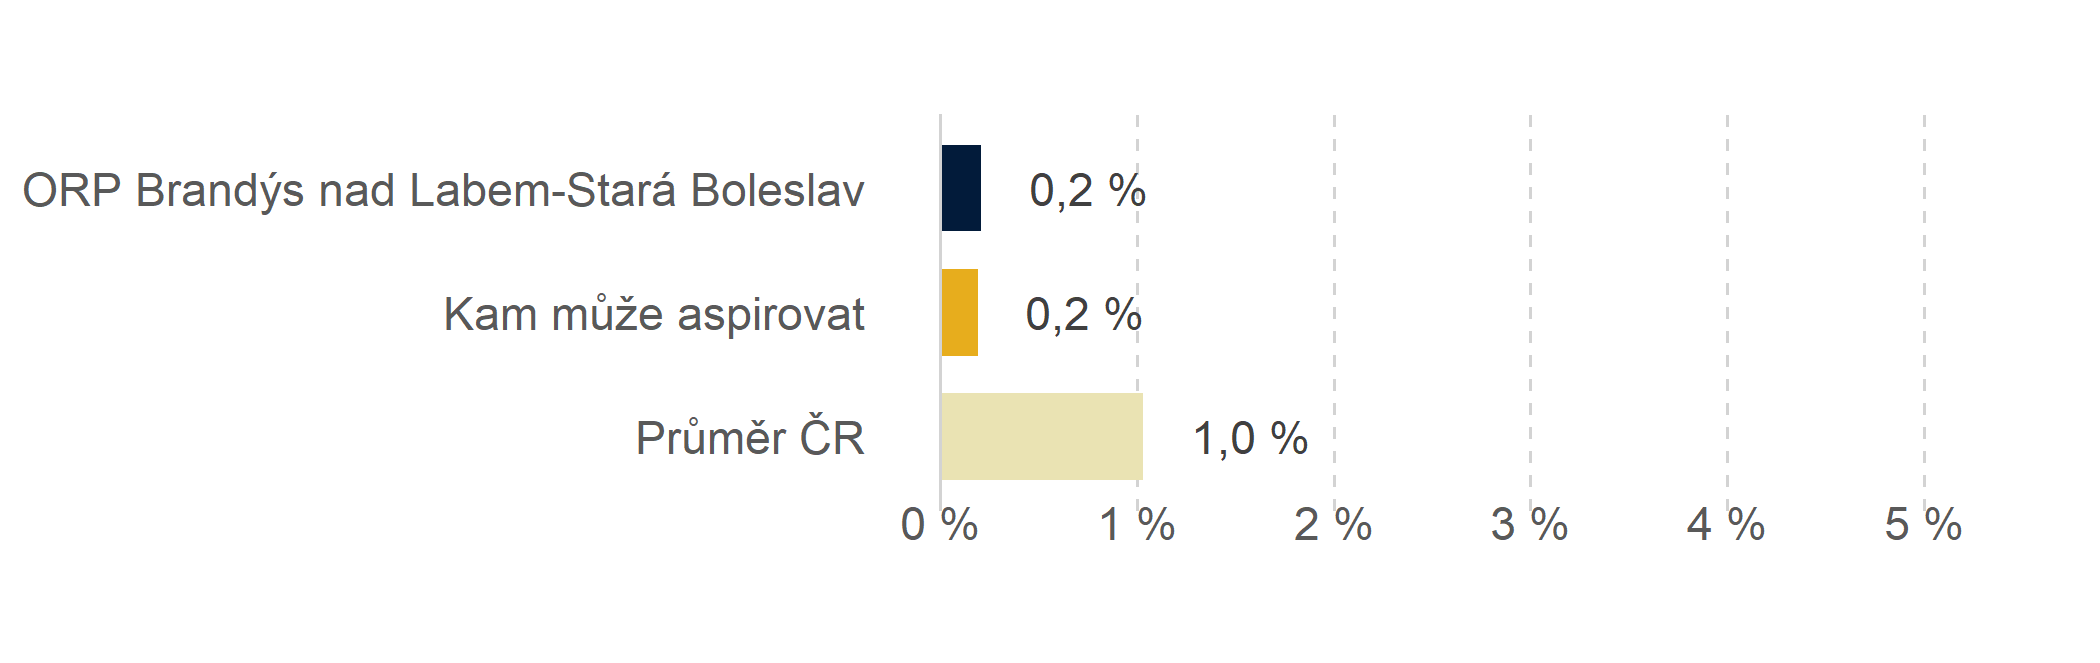 ORP Brandýs nad Labem-Stará Boleslav 0,2 %
Kam může aspirovat 0,2 %
Průměr ČR 1,0 %
0 % 1 % 2 % 3 % 4 % 5 %